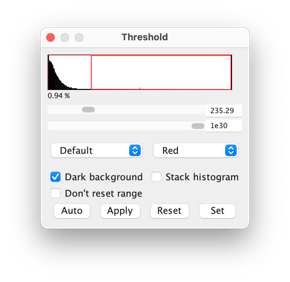 Threshold
0.94 %
235.29
1e30
Default Red
Dark background Stack histogram
Don't reset range
Auto Apply Reset Set